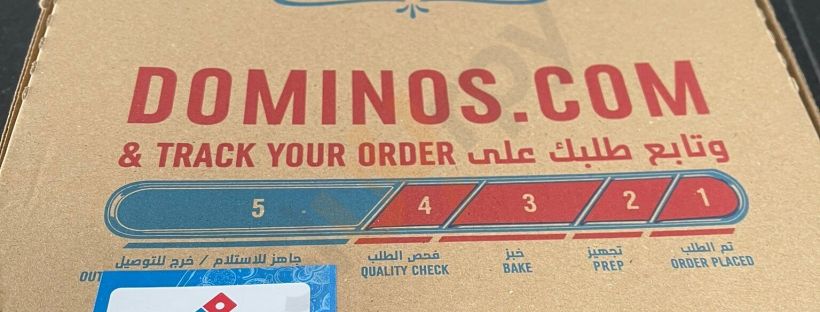 DOMINOS.COM
& TRACK YOUR ORDER وتابع طلبك على
5 4 3 2 1
جاهز للاستلام / خرج للتوصيل فحص الطلب خبز تجهيز تم الطلب
OUT QUALITY CHECK BAKE PREP ORDER PLACED